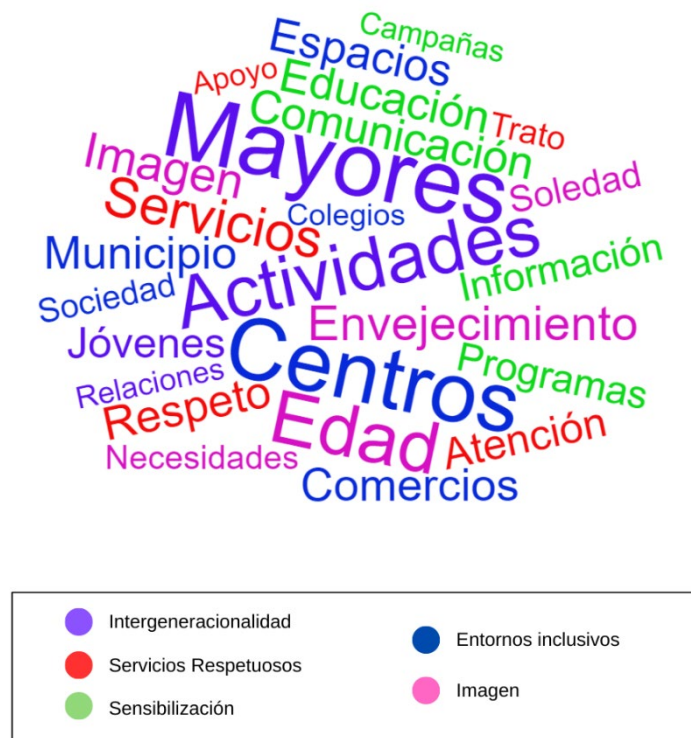 Campañas
Espacios
Apoyo
Educación
Comunicación
Trato
Mayores
Imagen
Soledad
Servicios
Colegios
Municipio
Actividades
Información
Sociedad
Jóvenes
Envejecimiento
Centros
Programas
Relaciones
Respeto
Edad
Atención
Necesidades
Comercios
Intergeneracionalidad
Servicios Respetuosos
Sensibilización
Entornos inclusivos
Imagen